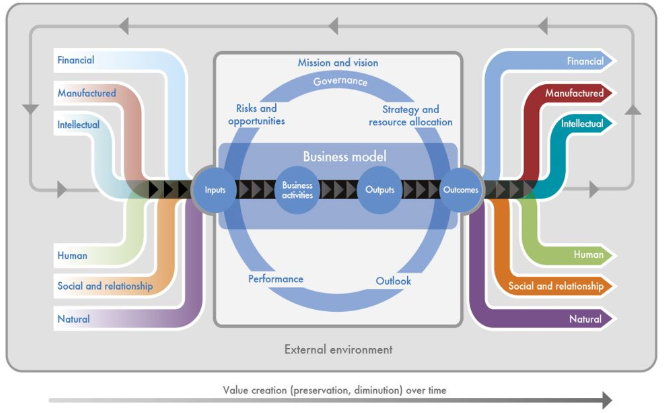 Financial
Manufactured
Intellectual
Human
Social and relationship
Natural
Mission and vision
Governance
Risks and
opportunities
Strategy and
resource allocation
Business model
Inputs
Business
activities
Outputs
Outcomes
Performance
Outlook
Financial
Manufactured
Intellectual
Human
Social and relationship
Natural
External environment
Value creation (preservation, diminution) over time